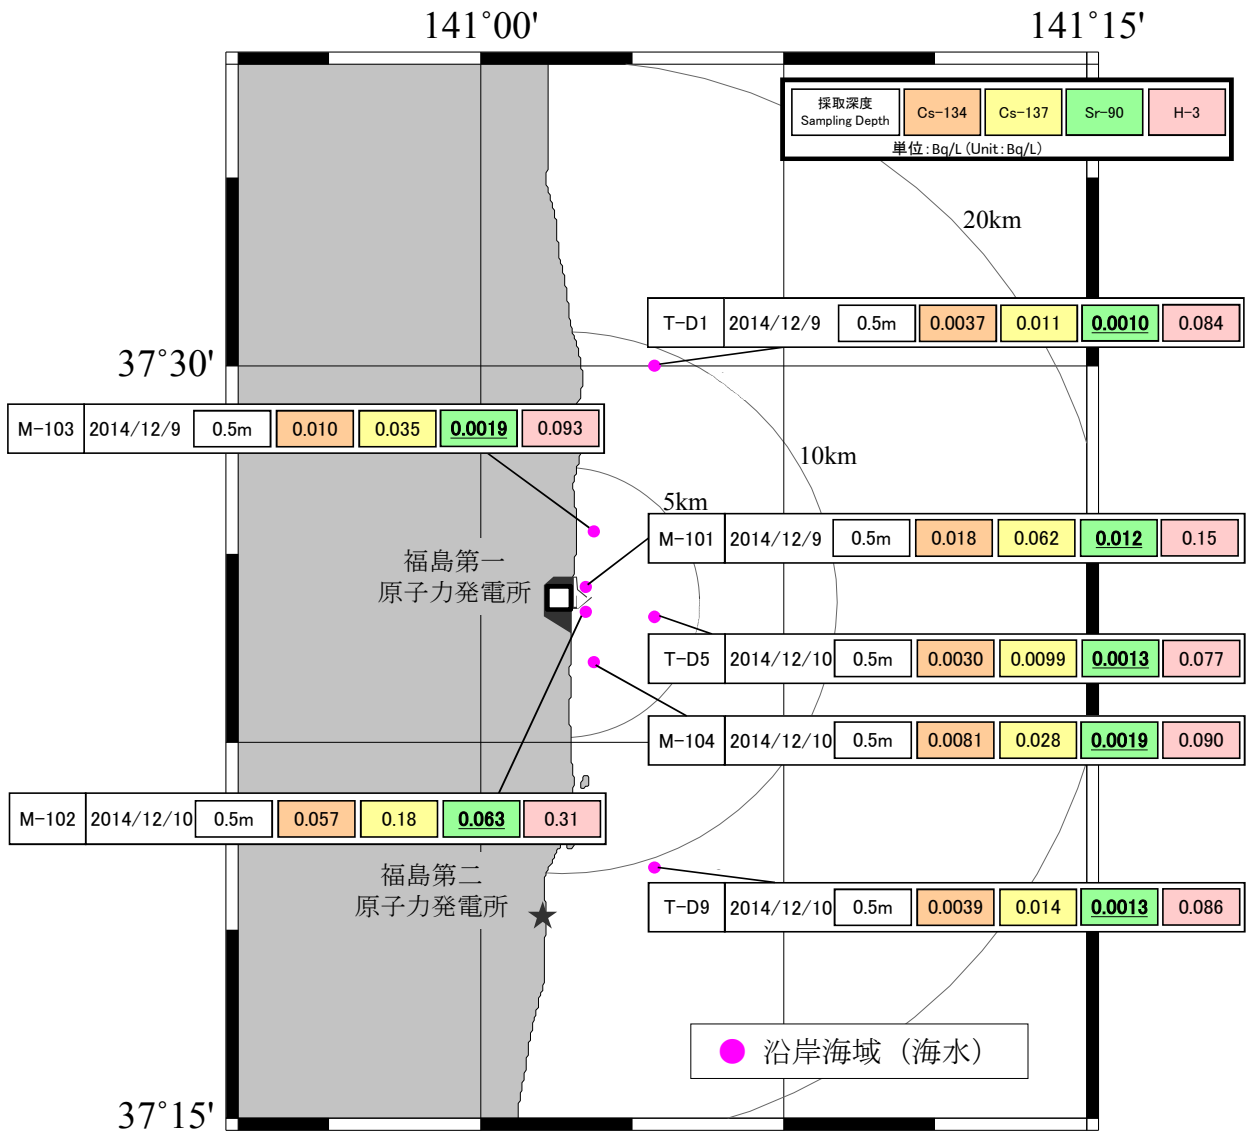 141°00'
141°15'
採取深度
Sampling Depth
Cs-134
Cs-137
Sr-90
H-3
単位:Bq/L (Unit:Bq/L)
20km
T-D1 2014/12/9 0.5m 0.0037 0.011 0.0010 0.084
37°30'
M-103 2014/12/9 0.5m 0.010 0.035 0.0019 0.093
10km
5km
M-101 2014/12/9 0.5m 0.018 0.062 0.012 0.15
福島第一
原子力発電所
T-D5 2014/12/10 0.5m 0.0030 0.0099 0.0013 0.077
M-104 2014/12/10 0.5m 0.0081 0.028 0.0019 0.090
M-102 2014/12/10 0.5m 0.057 0.18 0.063 0.31
福島第二
原子力発電所
T-D9 2014/12/10 0.5m 0.0039 0.014 0.0013 0.086
沿岸海域（海水）
37°15'